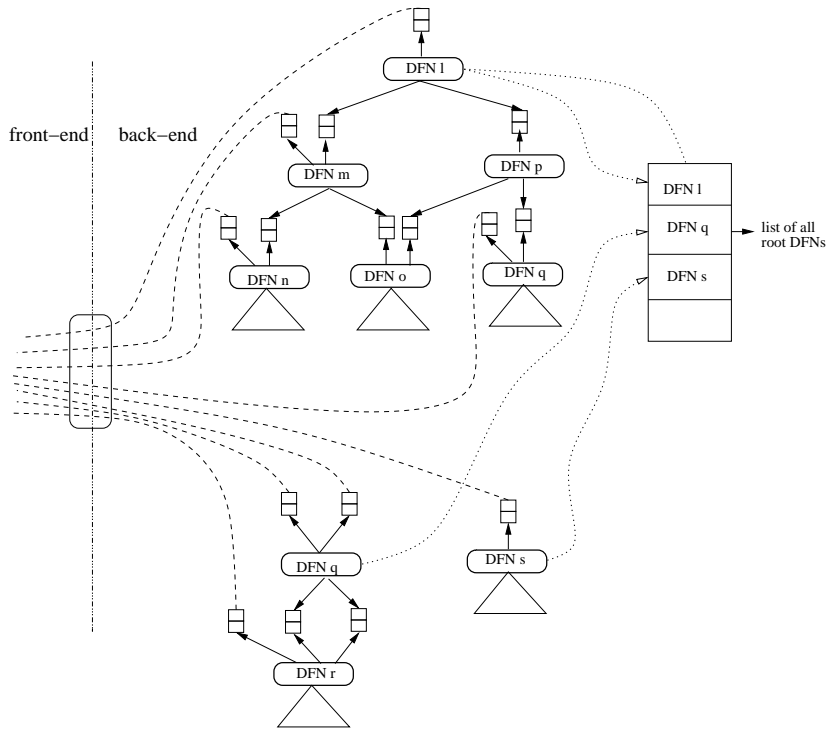 DFN l
front-end
back-end
DFN m
DFN p
DFN l
DFN q
list of all
root DFNs
DFN n
DFN o
DFN q
DFN s
DFN q
DFN s
DFN r